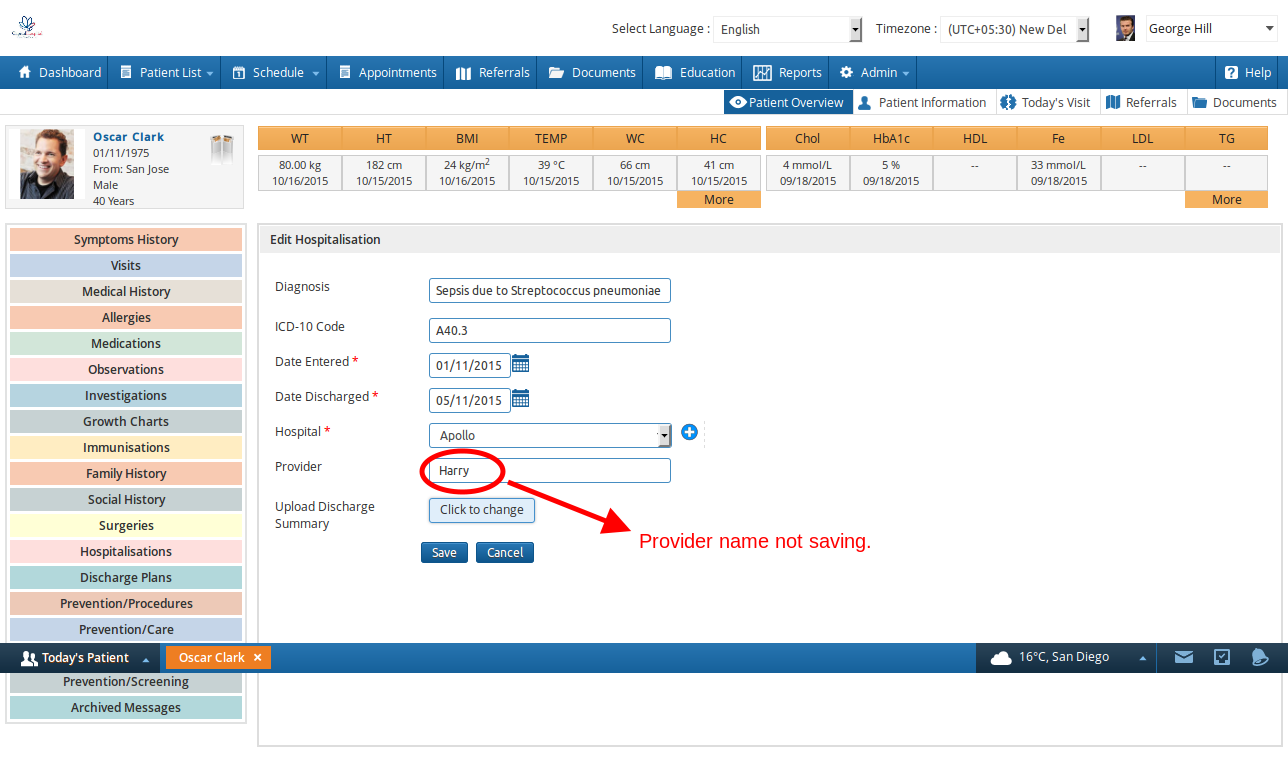 Select Language : English Timezone : (UTC+05:30) New Del George Hill
Dashboard Patient List Schedule Appointments Referrals Documents Education Reports Admin Help
Patient Overview Patient Information Today's Visit Referrals Documents
Oscar Clark
01/11/1975
From: San Jose
Male
40 Years
WT HT BMI TEMP WC HC Chol HbA1c HDL Fe LDL TG
80.00 kg 182 cm 24 kg/m² 39 °C 66 cm 41 cm 4 mmol/L 5 % -- 33 mmol/L -- --
10/16/2015 10/15/2015 10/16/2015 10/15/2015 10/15/2015 10/15/2015 09/18/2015 09/18/2015 09/18/2015
More More
Symptoms History
Visits
Medical History
Allergies
Medications
Observations
Investigations
Growth Charts
Immunisations
Family History
Social History
Surgeries
Hospitalisations
Discharge Plans
Prevention/Procedures
Prevention/Care
Prevention/Screening
Archived Messages
Edit Hospitalisation
Diagnosis Sepsis due to Streptococcus pneumoniae
ICD-10 Code A40.3
Date Entered * 01/11/2015
Date Discharged * 05/11/2015
Hospital * Apollo
Provider Harry
Upload Discharge
Summary
Click to change
Provider name not saving.
Save Cancel
Today's Patient Oscar Clark × 16°C, San Diego